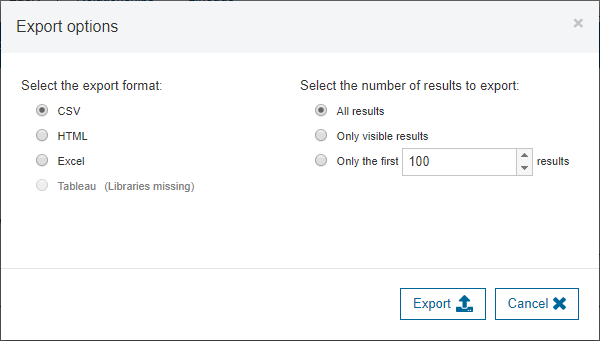 Export options
Select the export format:
CSV
HTML
Excel
Tableau (Libraries missing)
Select the number of results to export:
All results
Only visible results
Only the first 100 results
Export
Cancel